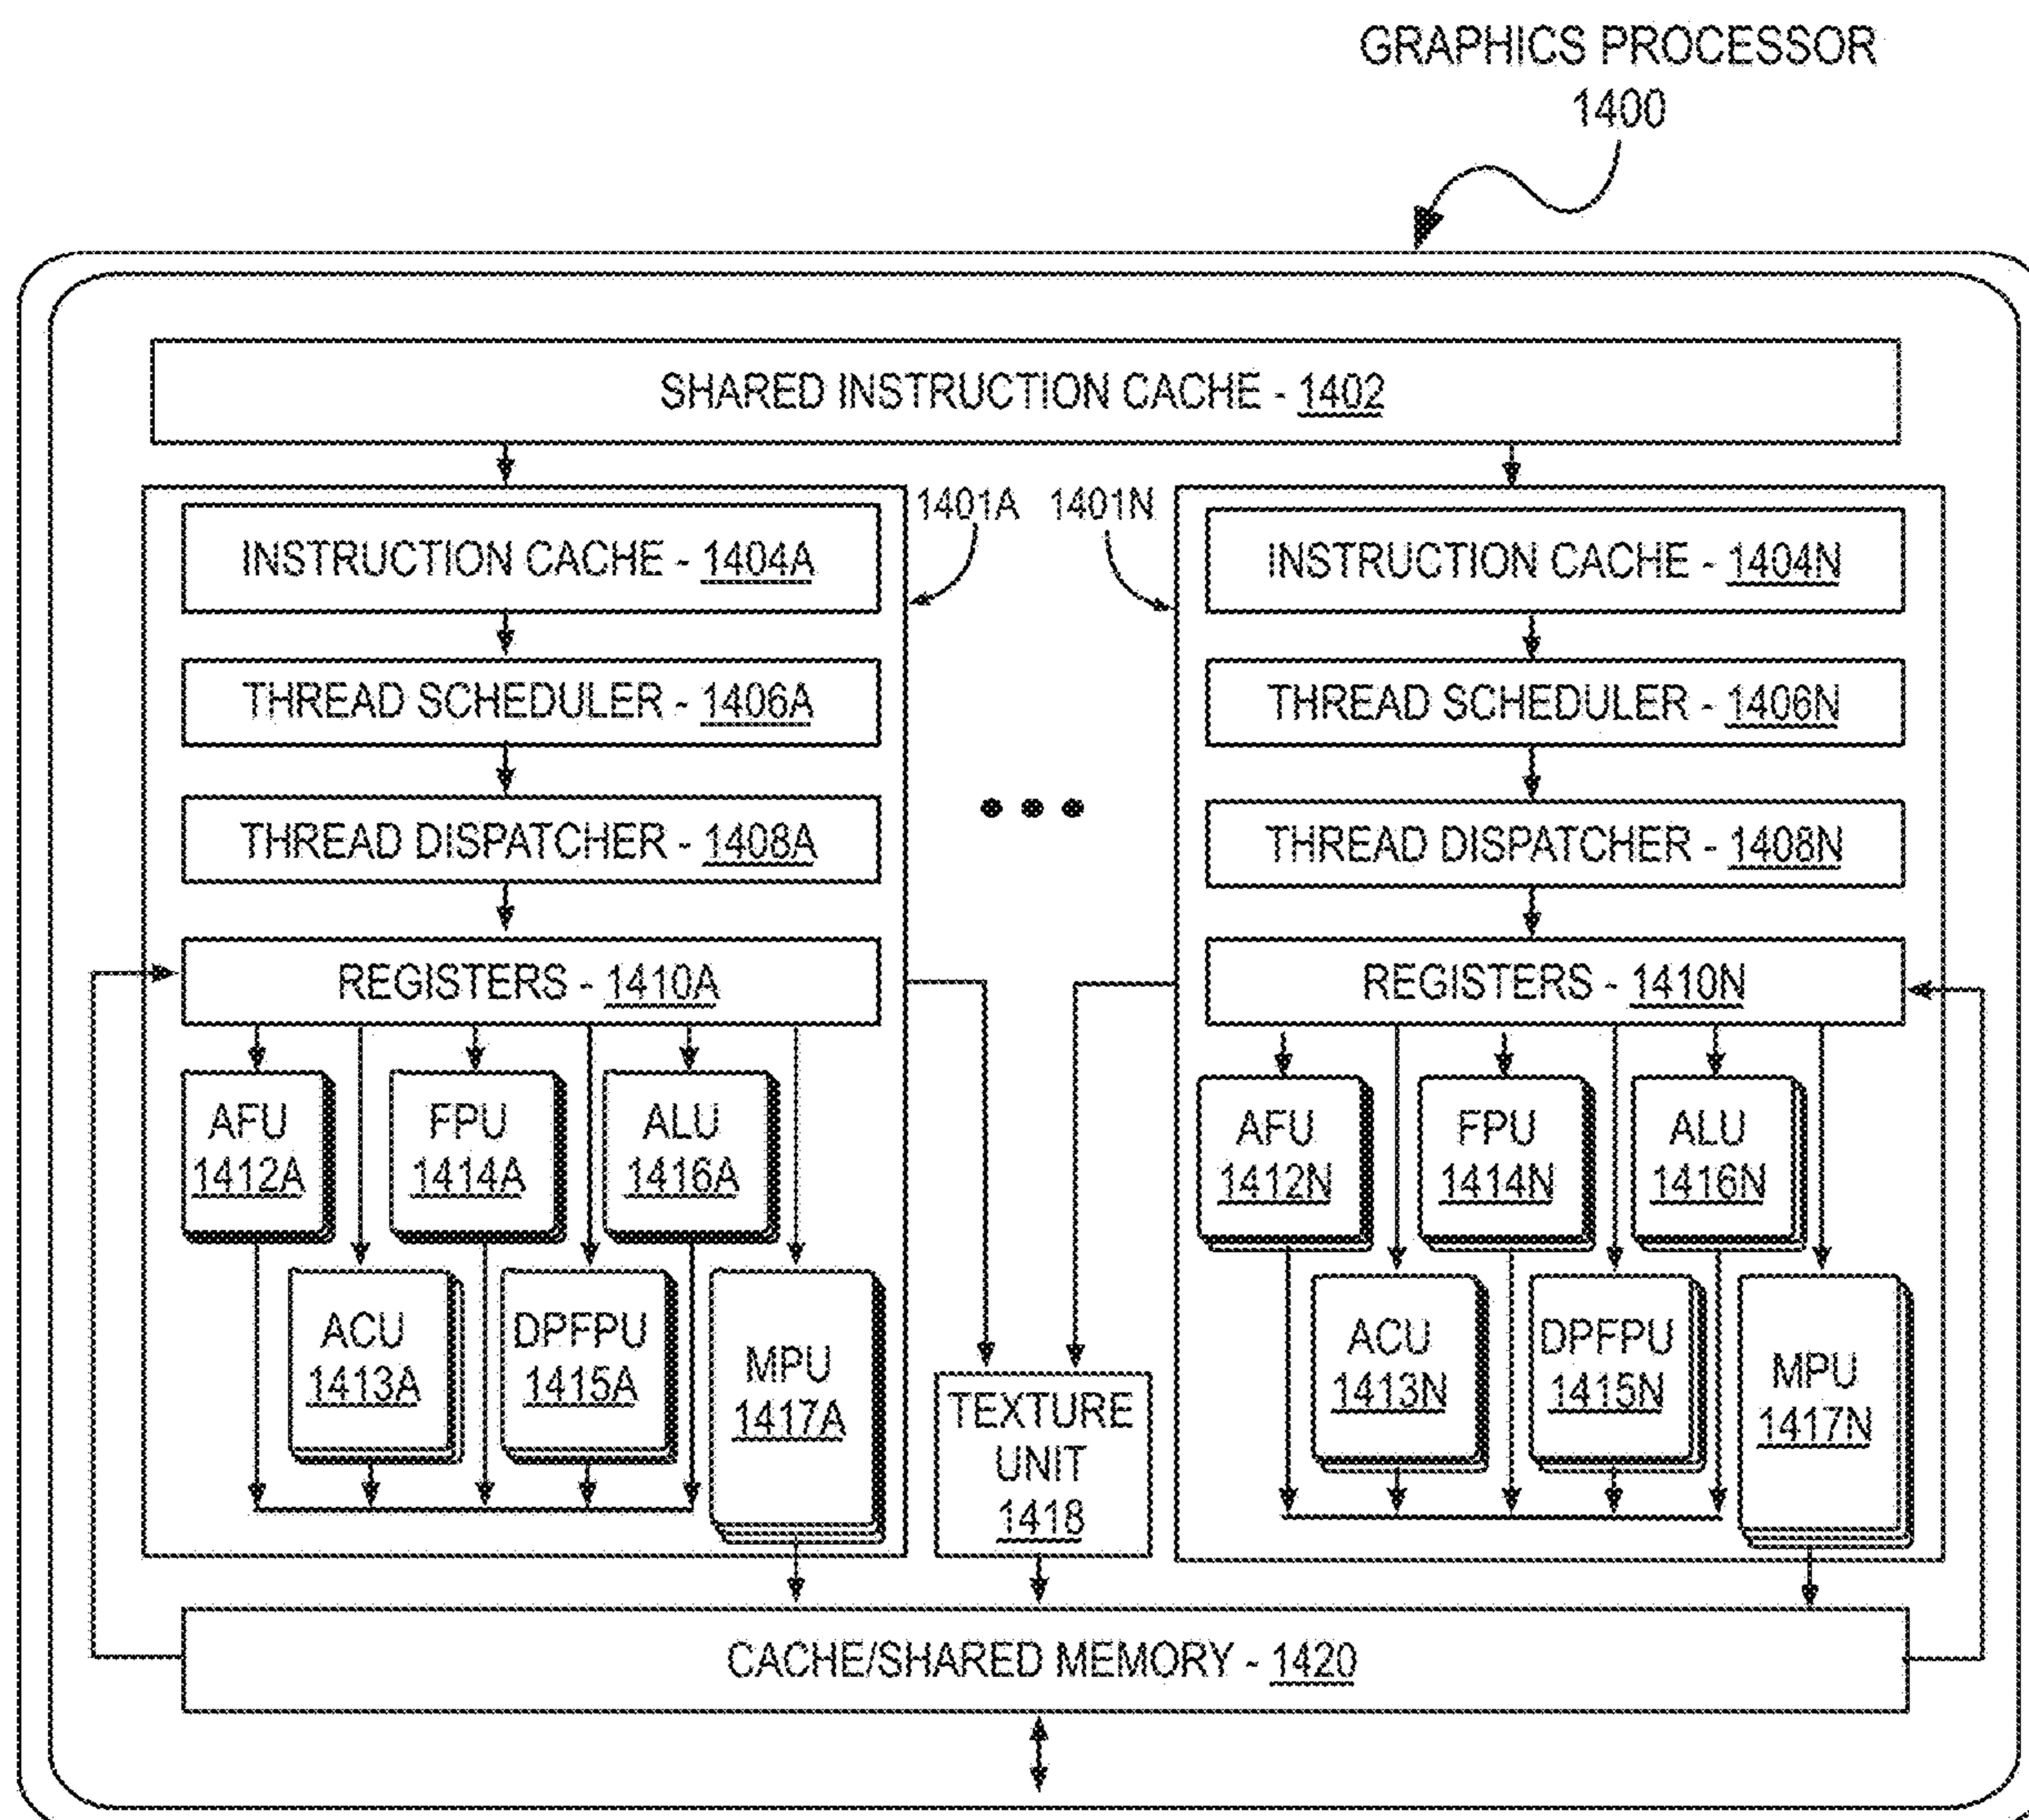 GRAPHICS PROCESSOR
1400
SHARED INSTRUCTION CACHE - 1402
1401A
1401N
INSTRUCTION CACHE - 1404A
THREAD SCHEDULER - 1406A
THREAD DISPATCHER - 1408A
REGISTERS - 1410A
AFU
1412A
FPU
1414A
ALU
1416A
ACU
1413A
DPFPU
1415A
MPU
1417A
TEXTURE
UNIT
1418
INSTRUCTION CACHE - 1404N
THREAD SCHEDULER - 1406N
THREAD DISPATCHER - 1408N
REGISTERS - 1410N
AFU
1412N
FPU
1414N
ALU
1416N
ACU
1413N
DPFPU
1415N
MPU
1417N
CACHE/SHARED MEMORY - 1420